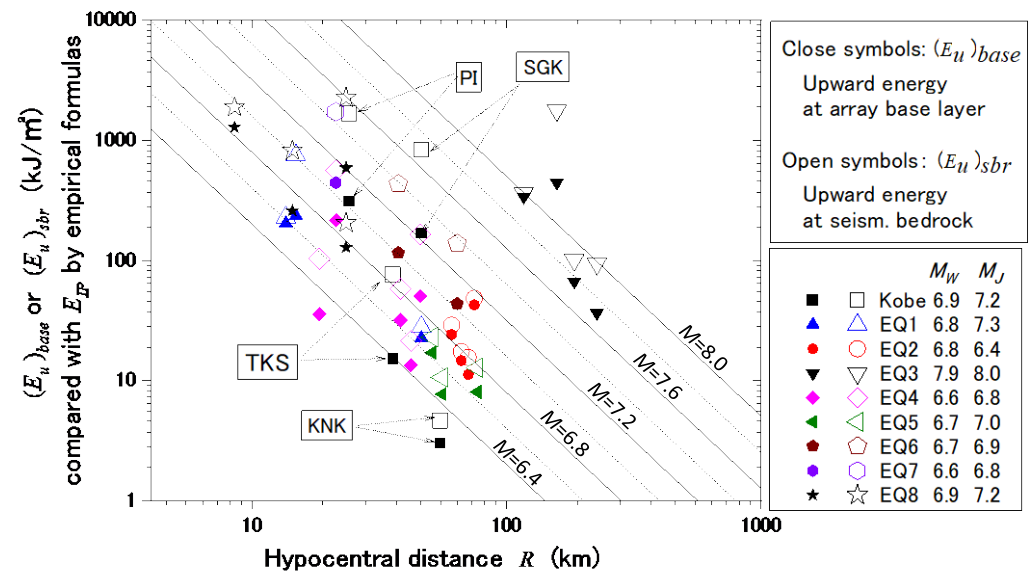 (Eu)base or (Eu)sbr (kJ/㎡)
compared with EIP by empirical formulas
10000
1000
100
10
1
10
100
1000
Hypocentral distance R (km)
PI
SGK
TKS
KNK
M=8.0
M=7.6
M=7.2
M=6.8
M=6.4
Close symbols: (Eu)base
Upward energy
at array base layer
Open symbols: (Eu)sbr
Upward energy
at seism. bedrock
MW MJ
Kobe 6.9 7.2
EQ1 6.8 7.3
EQ2 6.8 6.4
EQ3 7.9 8.0
EQ4 6.6 6.8
EQ5 6.7 7.0
EQ6 6.7 6.9
EQ7 6.6 6.8
EQ8 6.9 7.2